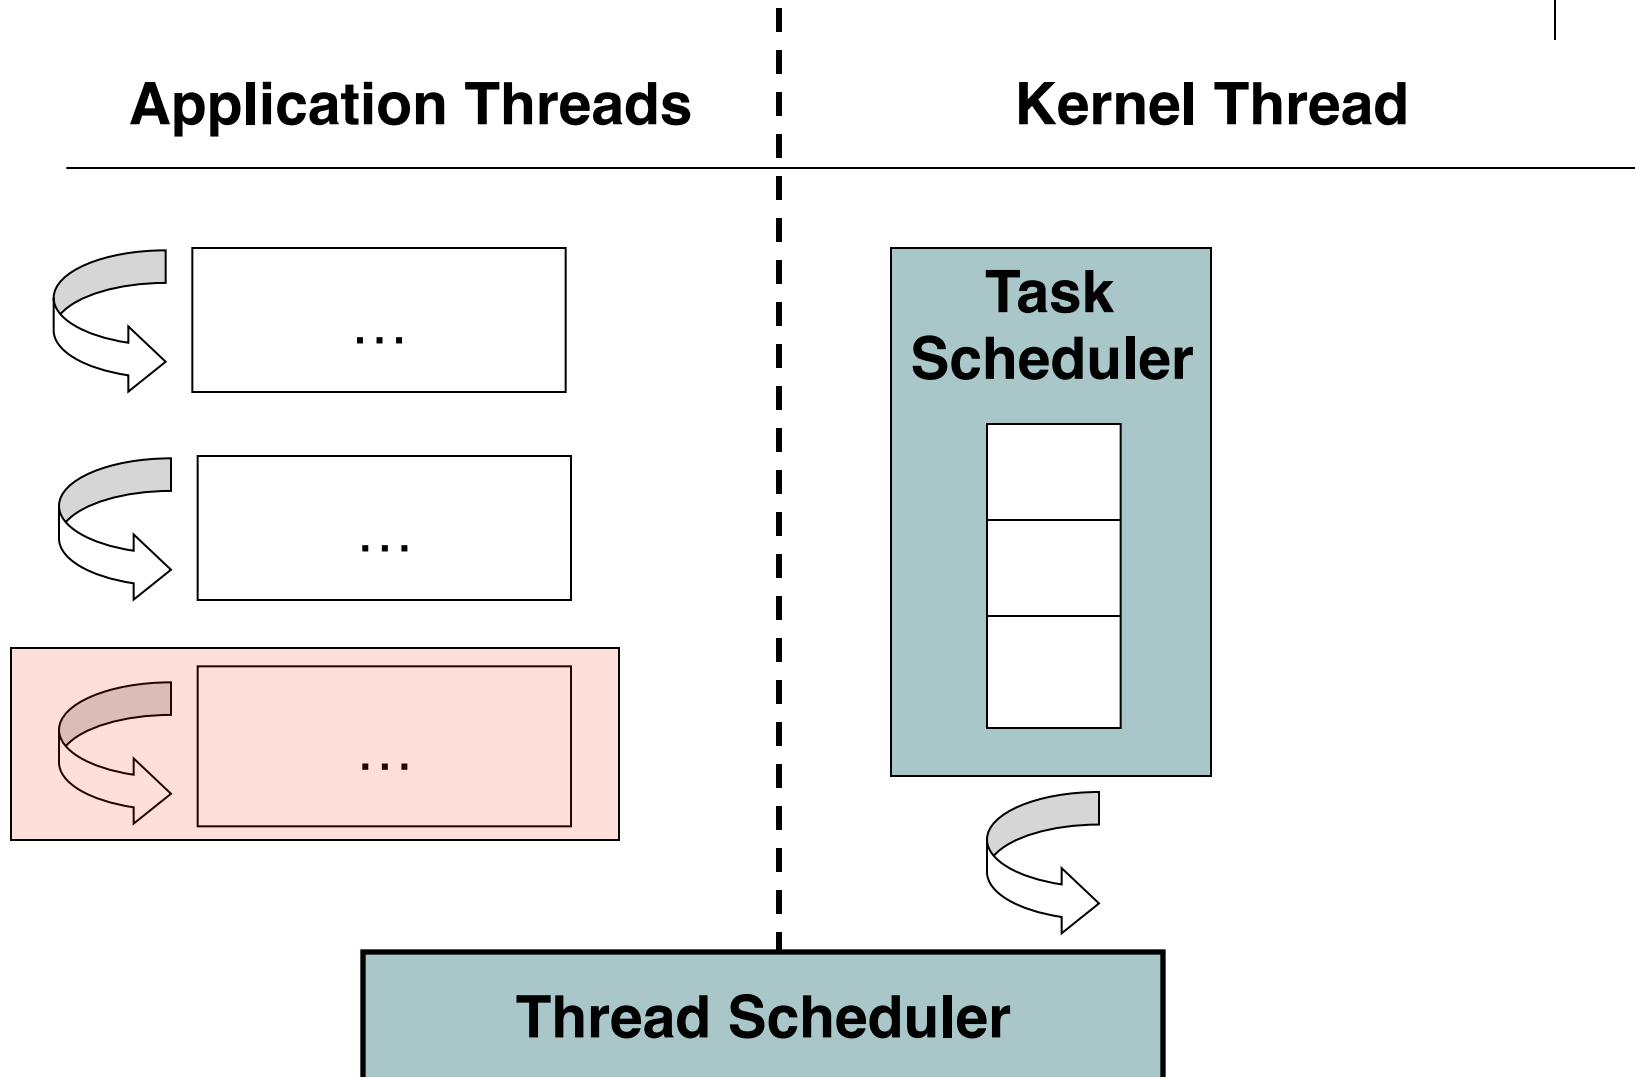 Application Threads
Kernel Thread
...
...
...
Task
Scheduler
Thread Scheduler